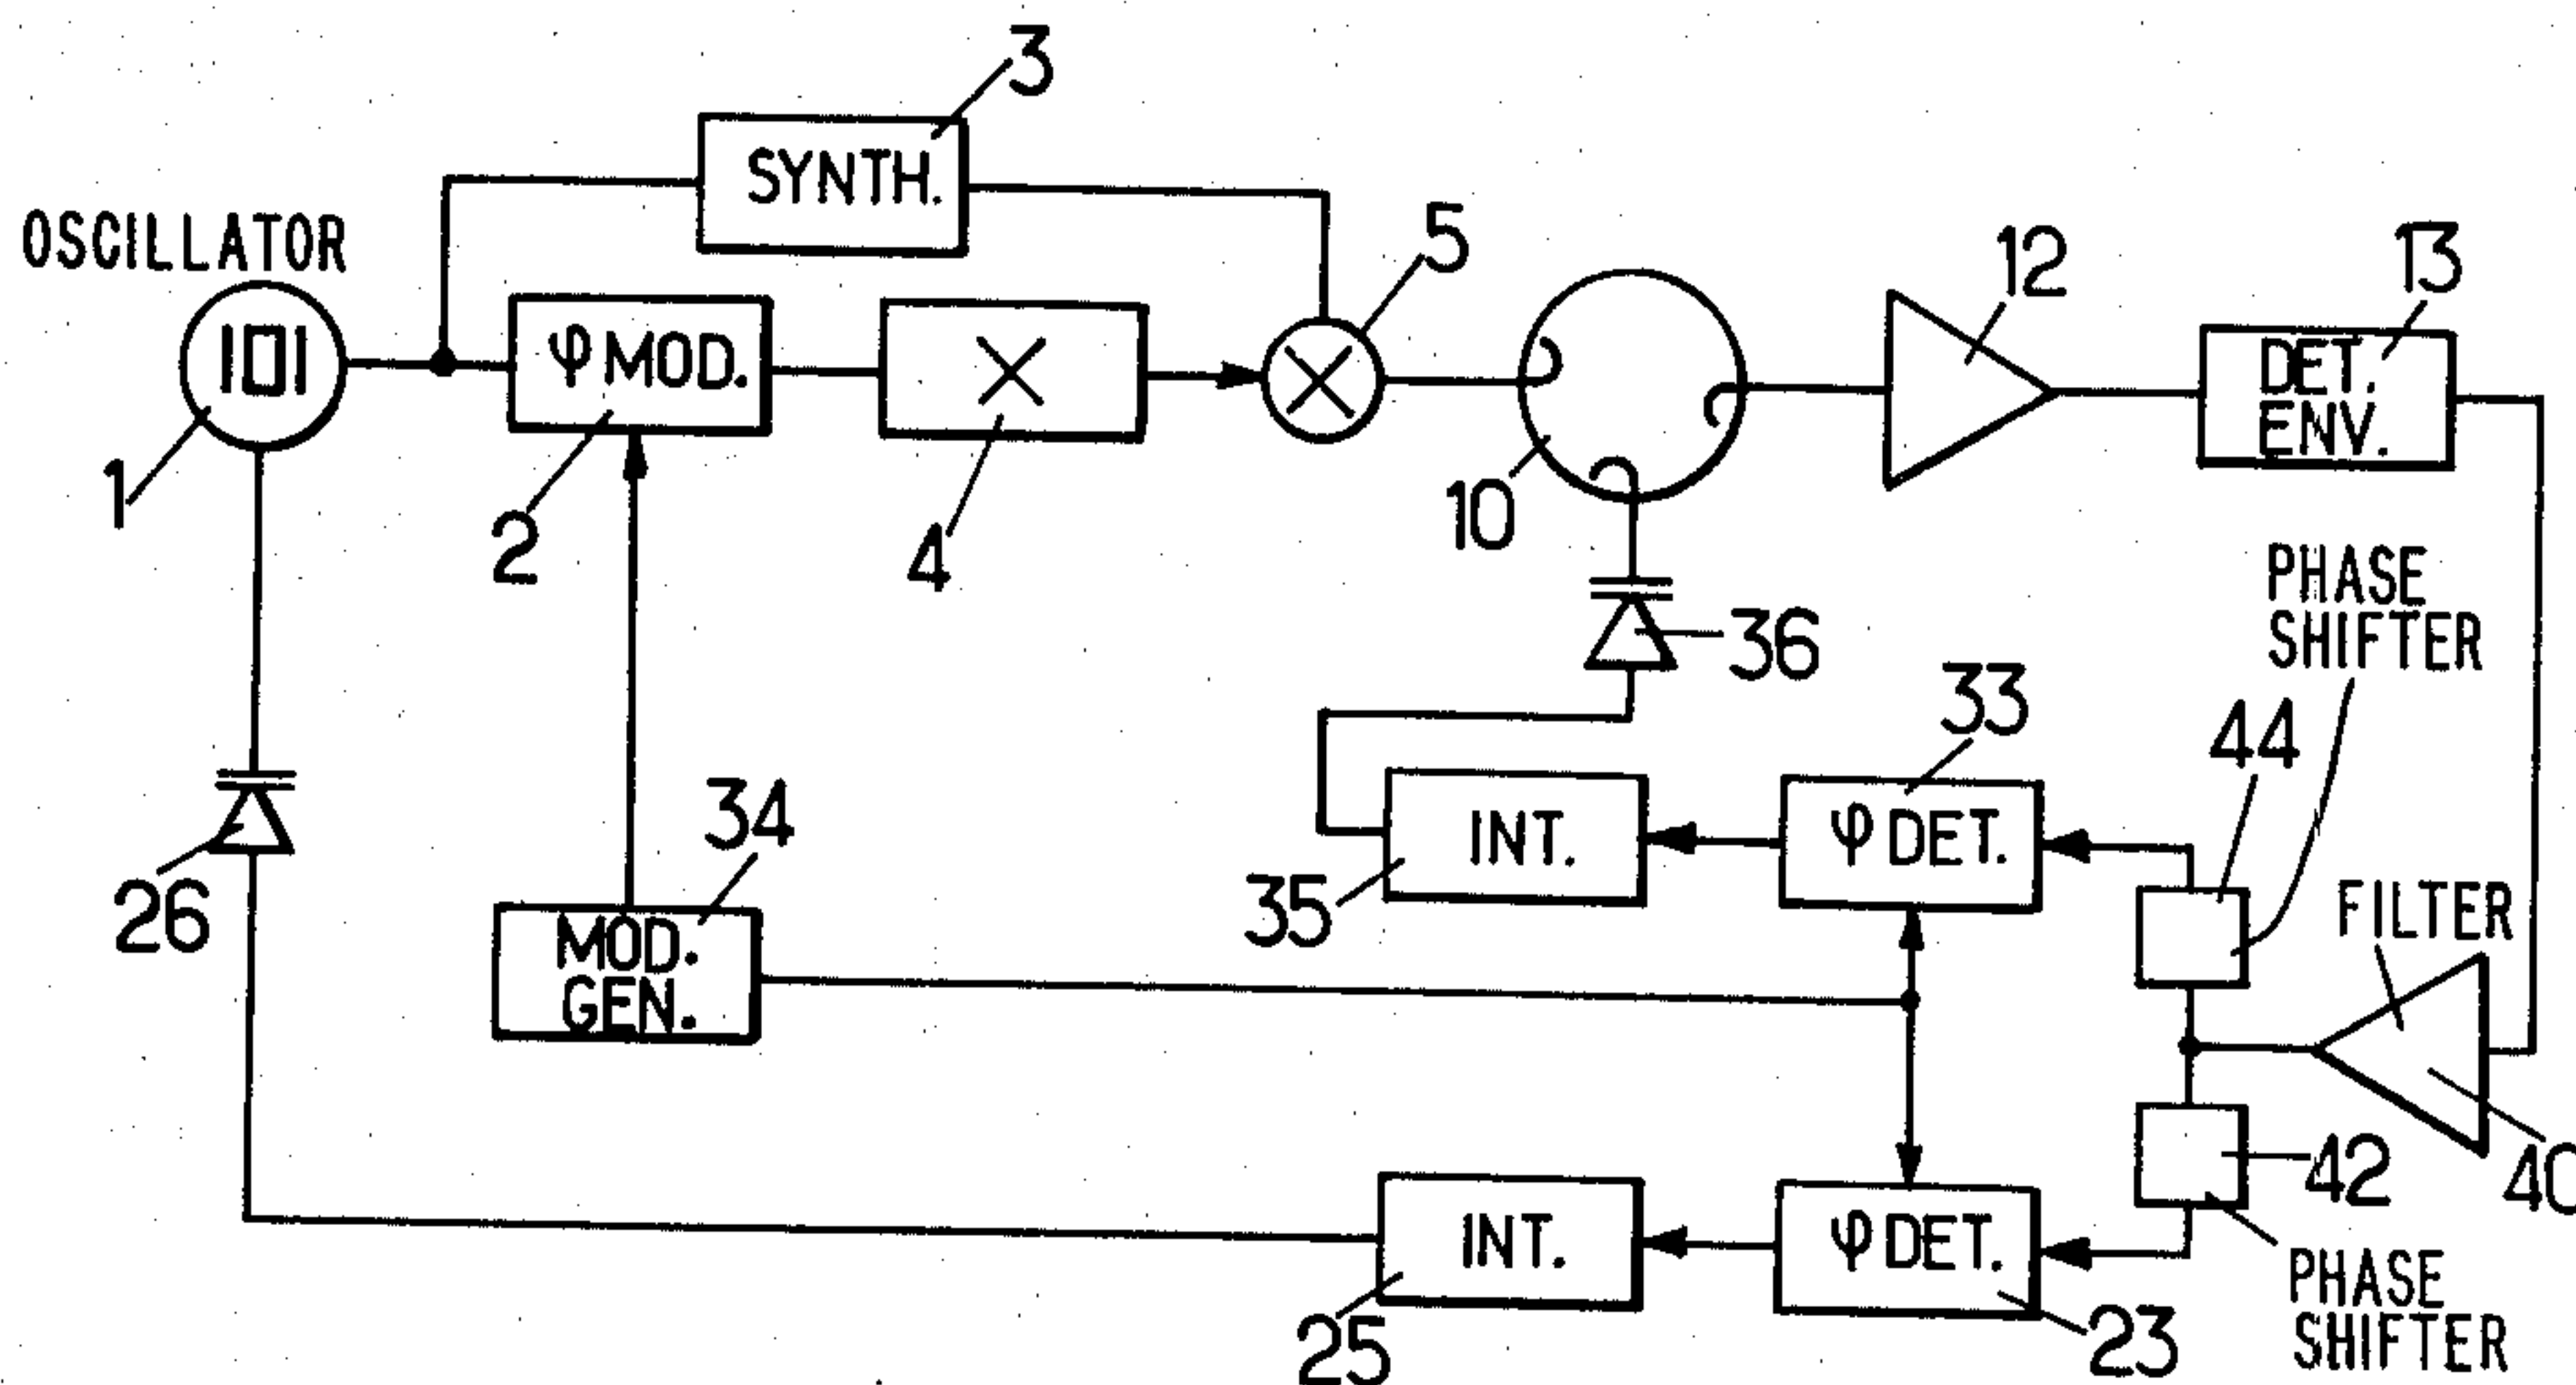 3
SYNTH.
OSCILLATOR
5
12
13
φ MOD.
DET.
ENV.
1
2
4
10
PHASE
SHIFTER
36
33
44
34
INT.
φ DET.
26
35
FILTER
MOD.
GEN.
INT.
φ DET.
42
40
25
23
PHASE
SHIFTER